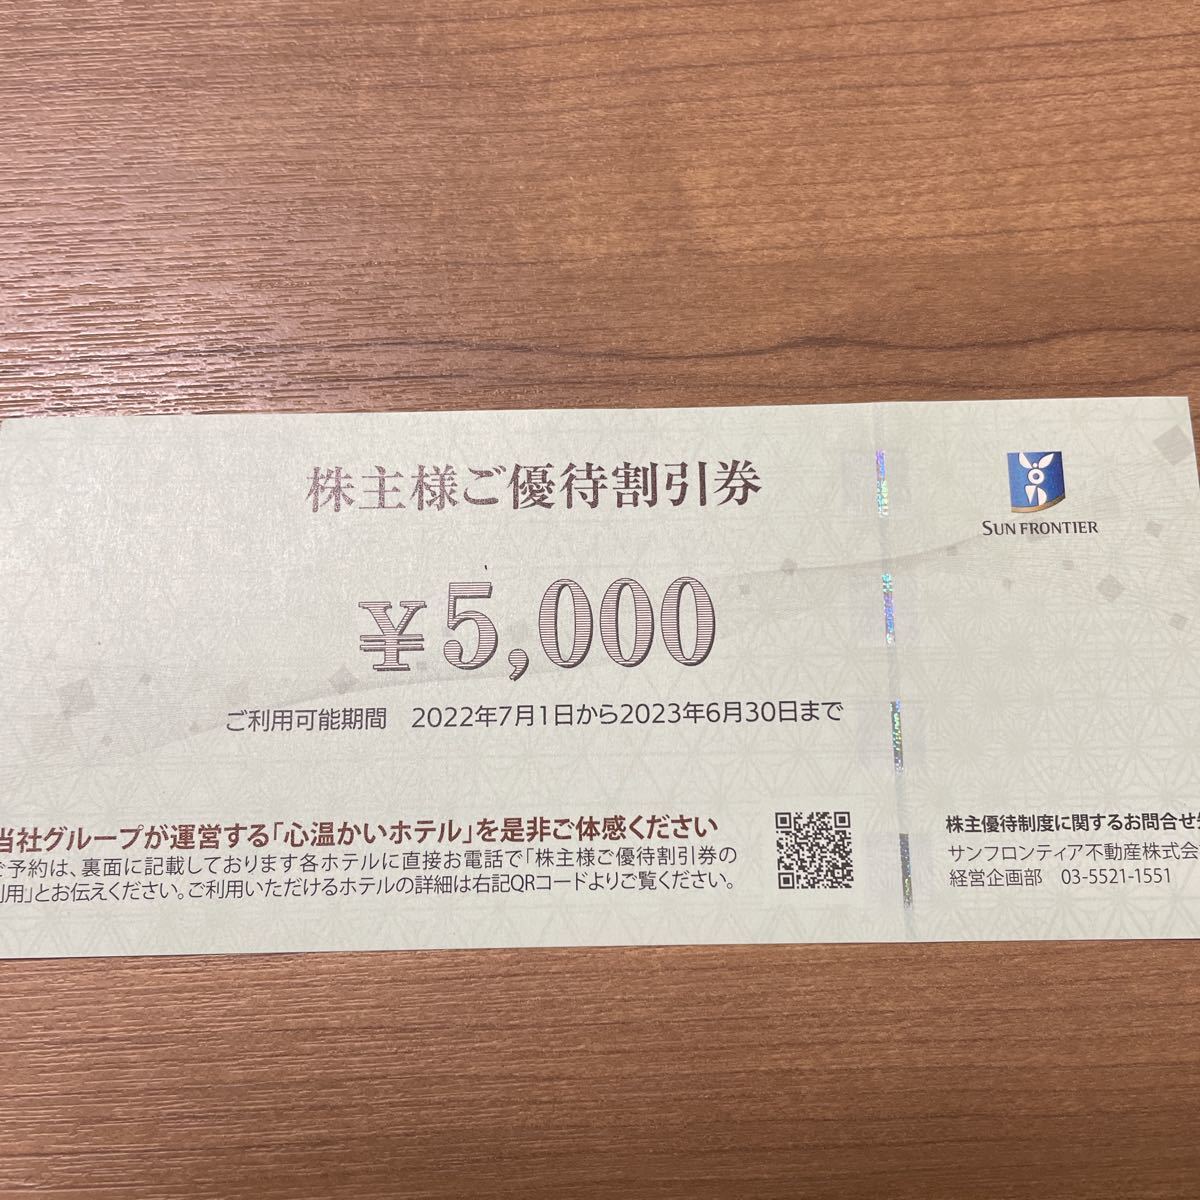 株主様ご優待割引券
SUN FRONTIER
¥5,000
ご利用可能期間 2022年7月1日から2023年6月30日まで
当社グループが運営する「心温かいホテル」を是非ご体感ください
ご予約は、裏面に記載しております各ホテルに直接お電話で「株主様ご優待割引券の
利用」とお伝えください。ご利用いただけるホテルの詳細は右記QRコードよりご覧ください。
株主優待制度に関するお問合せ
サンフロンティア不動産株式会
経営企画部 03-5521-1551